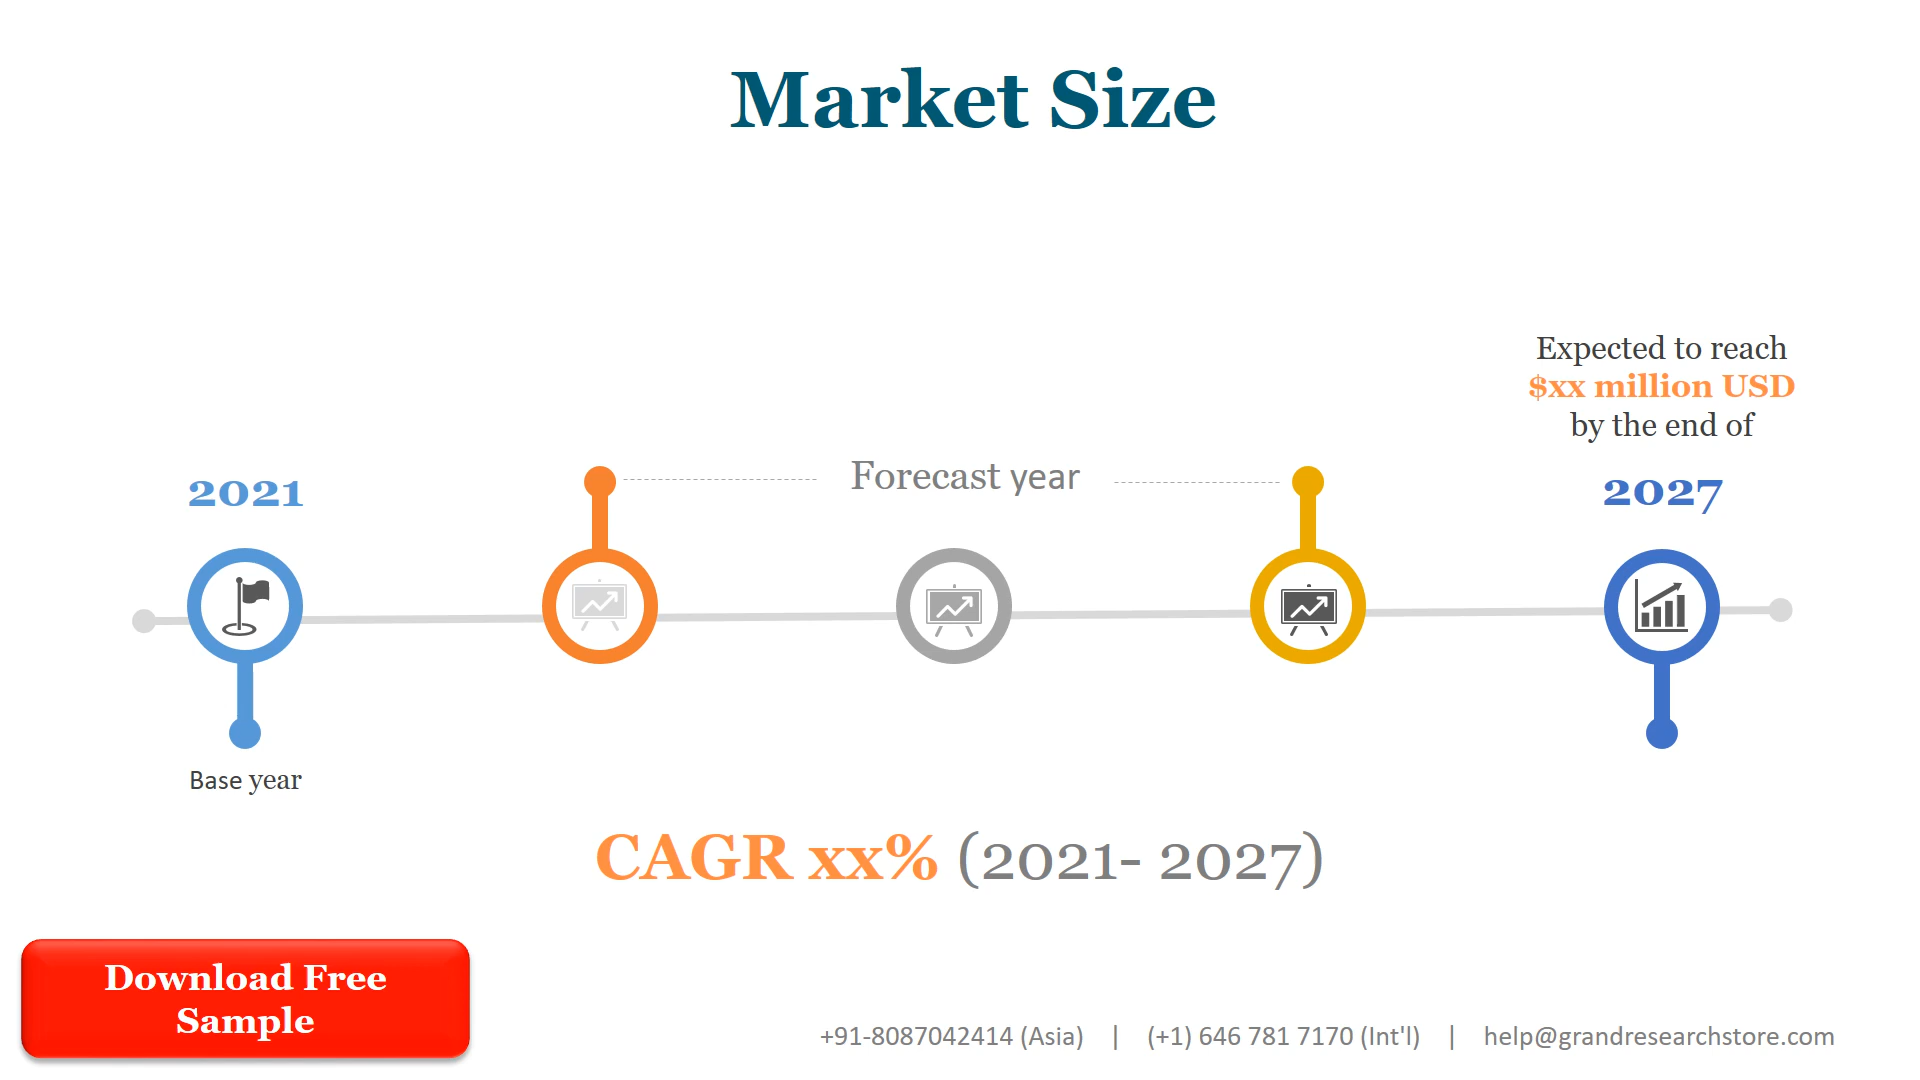 Market Size
Expected to reach
$xx million USD
by the end of
2021
Forecast year
2027
Base year
CAGR xx% (2021- 2027)
Download Free
Sample
+91-8087042414 (Asia) | (+1) 646 781 7170 (Int'l) | help@grandresearchstore.com